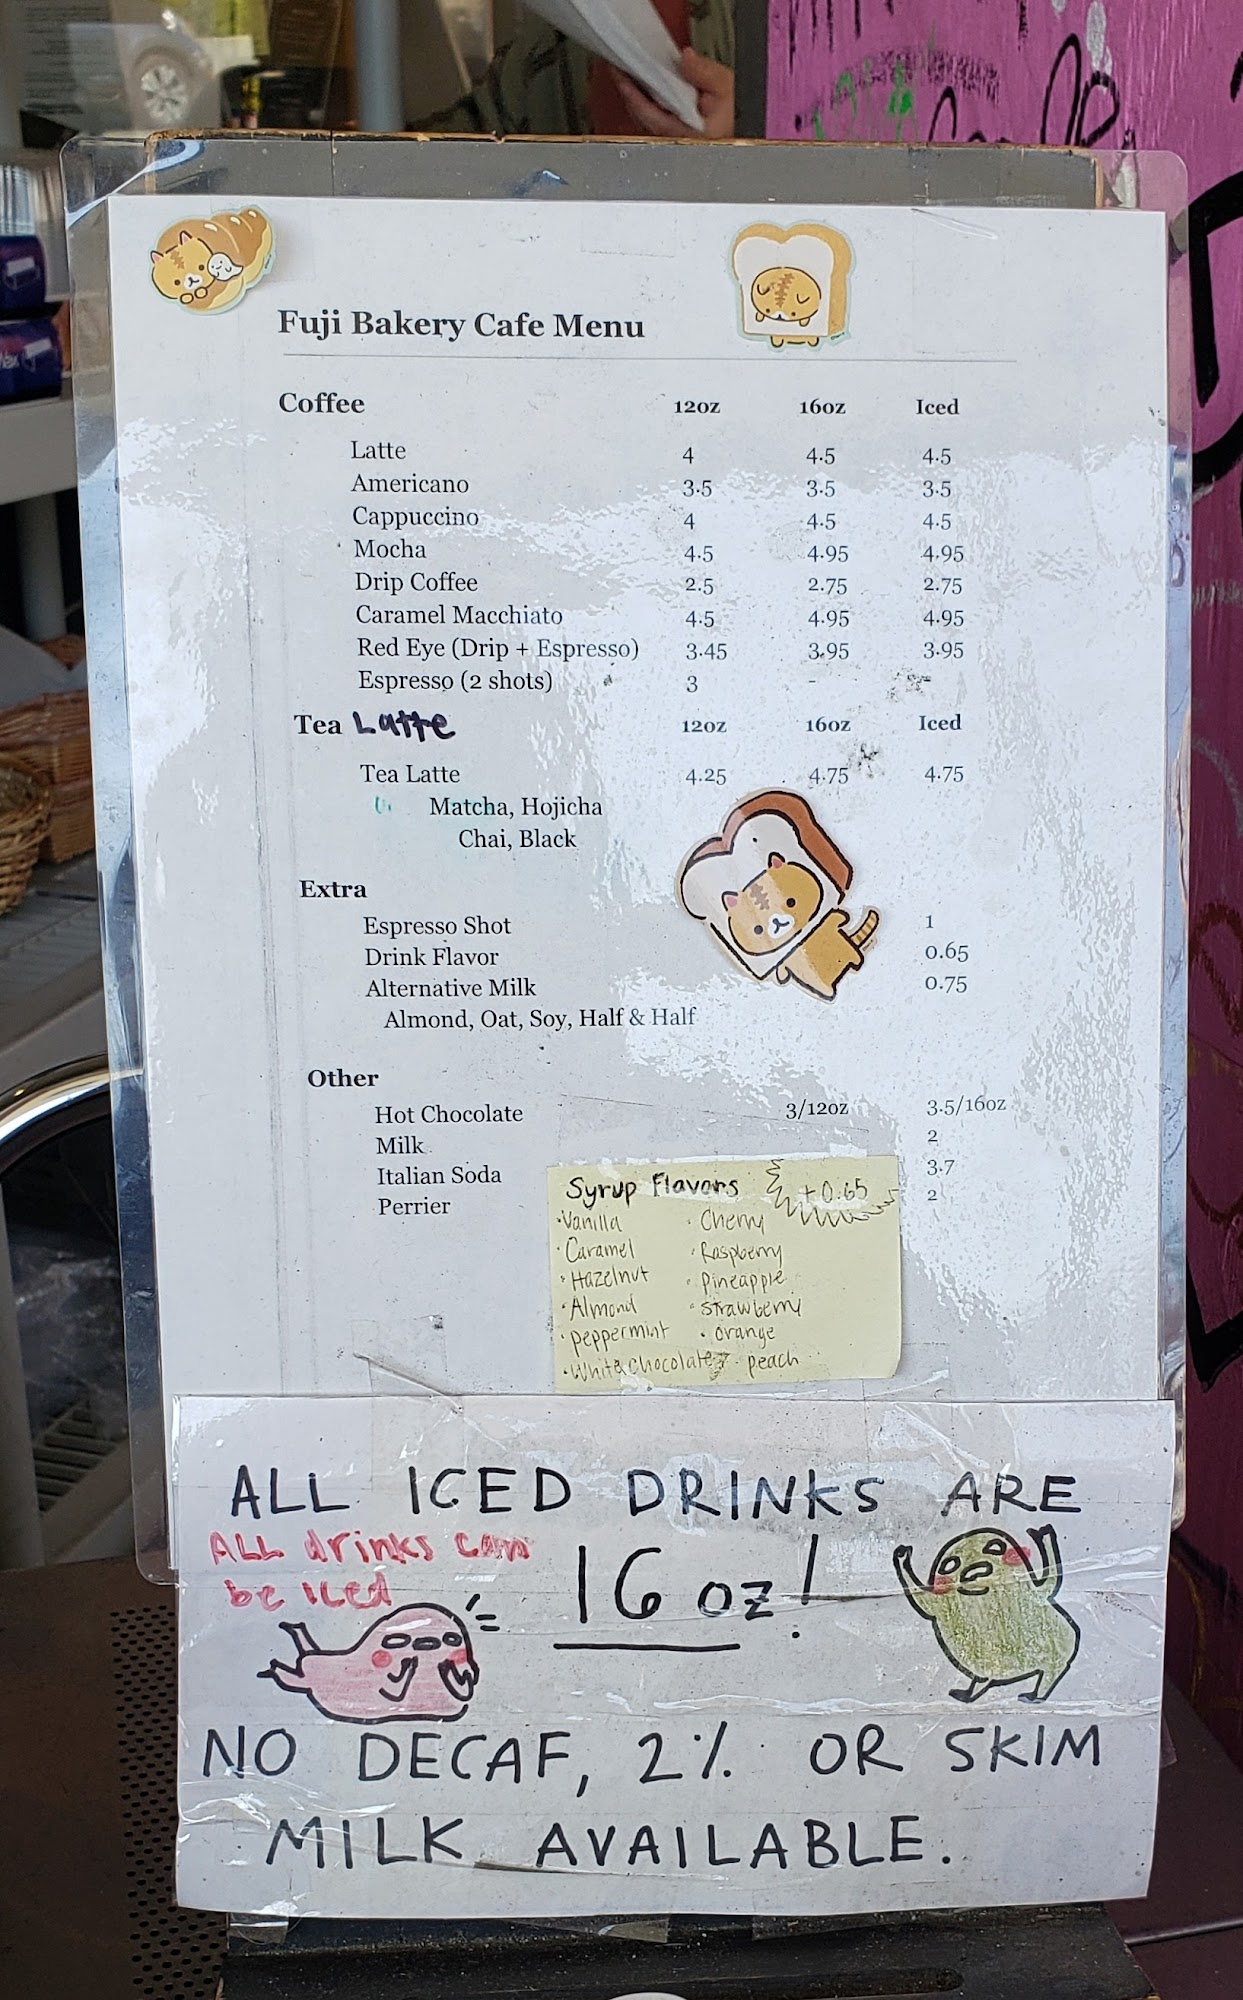 Fuji Bakery Cafe Menu
Coffee 12oz 16oz Iced
Latte 4 4.5 4.5
Americano 3.5 3.5 3.5
Cappuccino 4 4.5 4.5
Mocha 4.5 4.95 4.95
Drip Coffee 2.5 2.75 2.75
Caramel Macchiato 4.5 4.95 4.95
Red Eye (Drip + Espresso) 3.45 3.95 3.95
Espresso (2 shots) 3 - -
Tea Latte 12oz 16oz Iced
Tea Latte 4.25 4.75 4.75
Matcha, Hojicha
Chai, Black
Extra
Espresso Shot 1
Drink Flavor 0.65
Alternative Milk 0.75
Almond, Oat, Soy, Half & Half
Other
Hot Chocolate 3/12oz 3.5/16oz
Milk 2
Italian Soda 3.7
Perrier 2
Syrup Flavors +0.65
·Vanilla · Cherry
·Caramel · Raspberry
·Hazelnut · Pineapple
·Almond · Strawberry
·peppermint · orange
·White Chocolate · peach
ALL ICED DRINKS ARE
16 oz!
ALL drinks can
be iced
NO DECAF, 2% OR SKIM
MILK AVAILABLE.